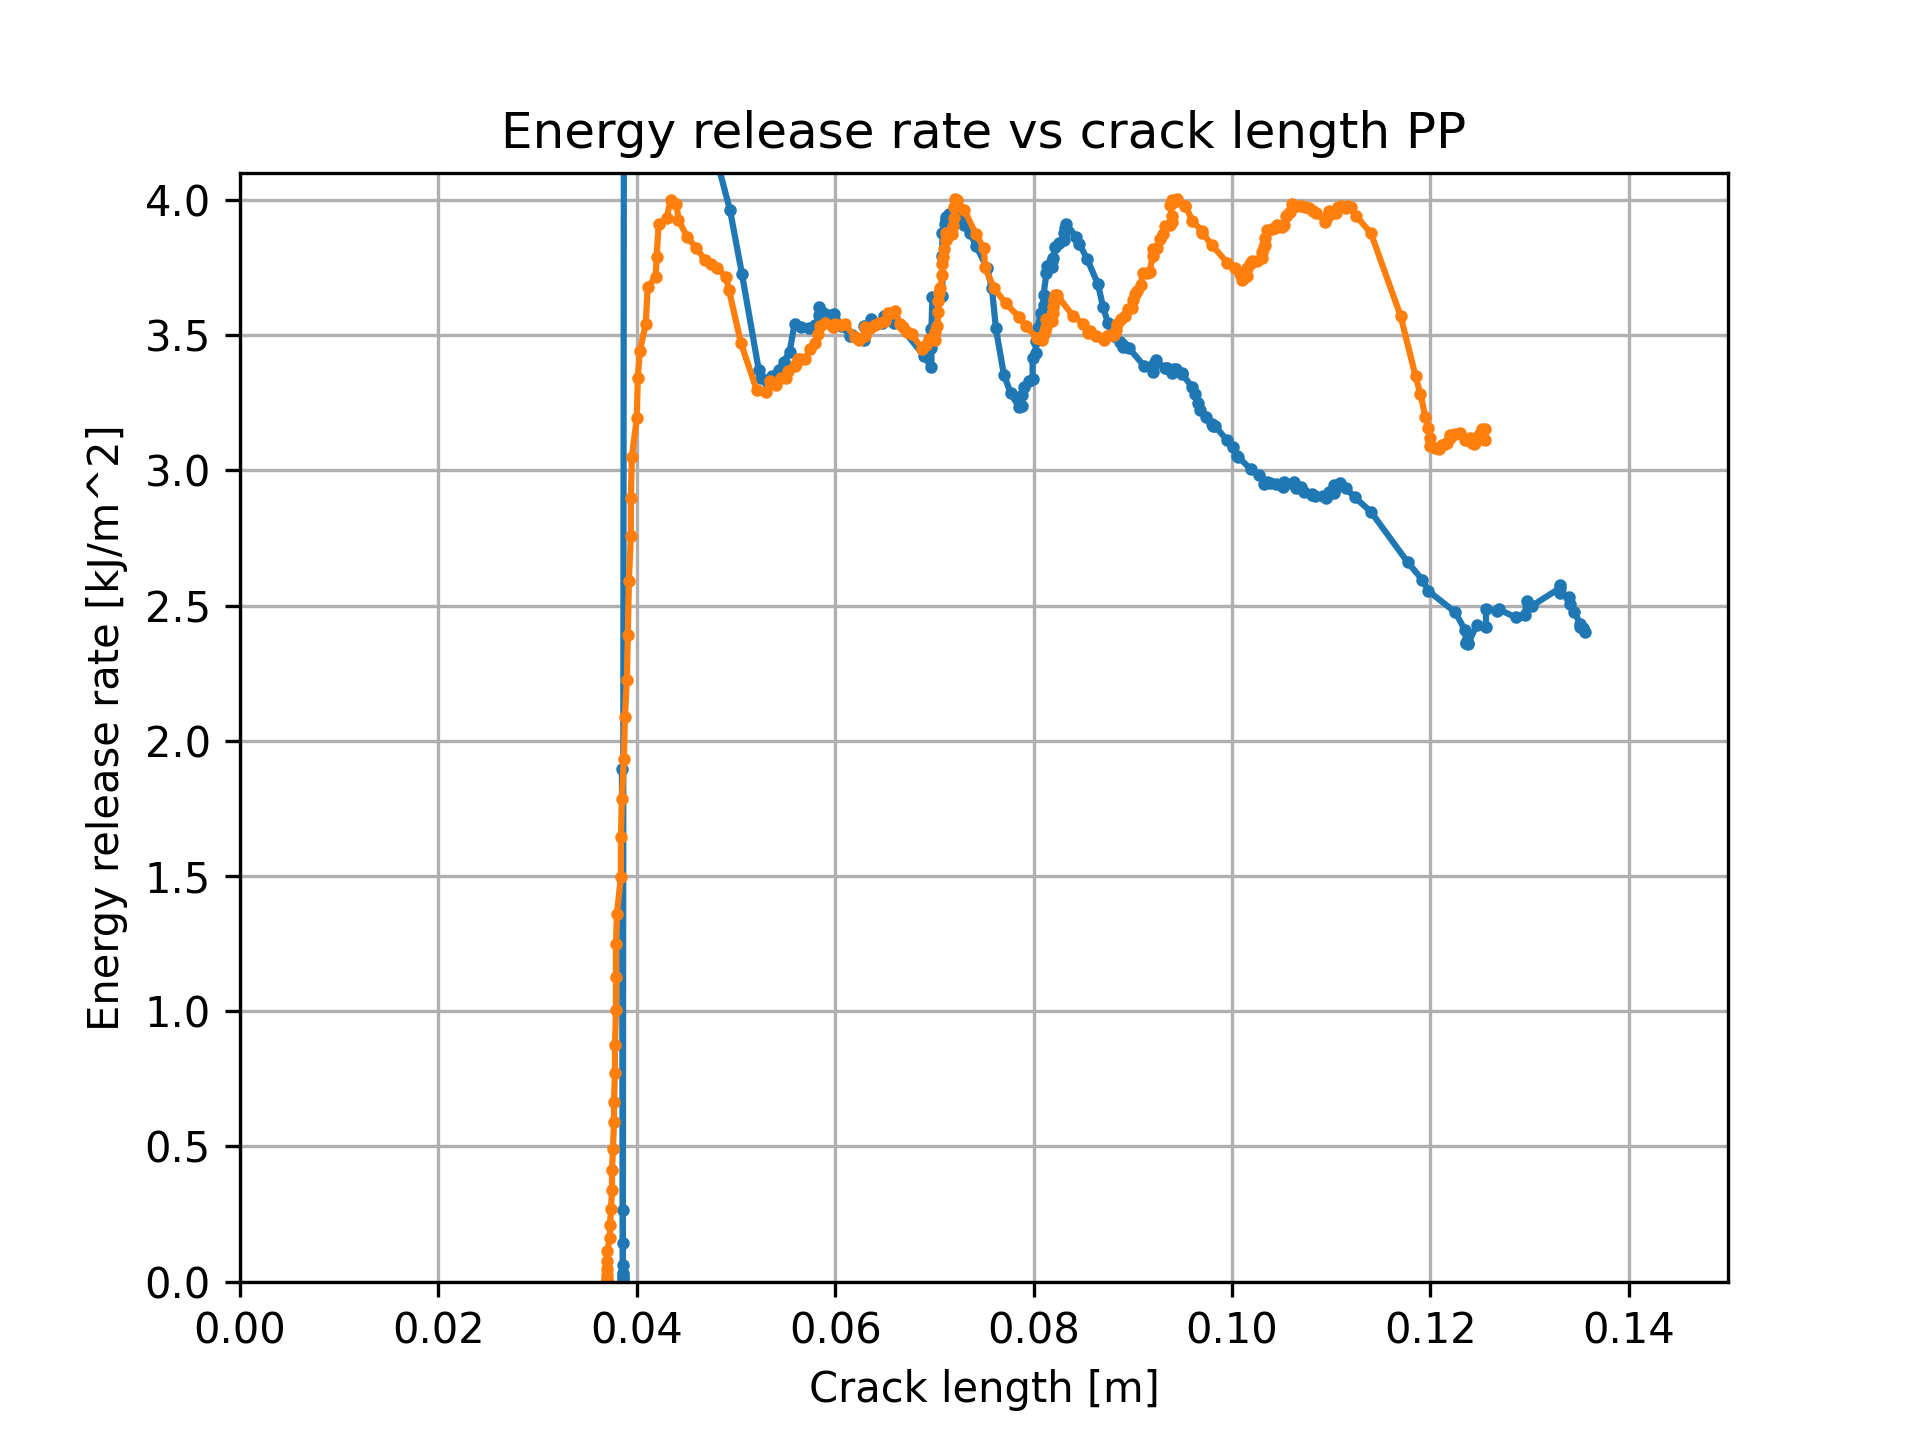 Energy release rate vs crack length PP
4.0
3.5
3.0
2.5
2.0
1.5
1.0
0.5
0.0
Energy release rate [kJ/m^2]
0.00 0.02 0.04 0.06 0.08 0.10 0.12 0.14
Crack length [m]